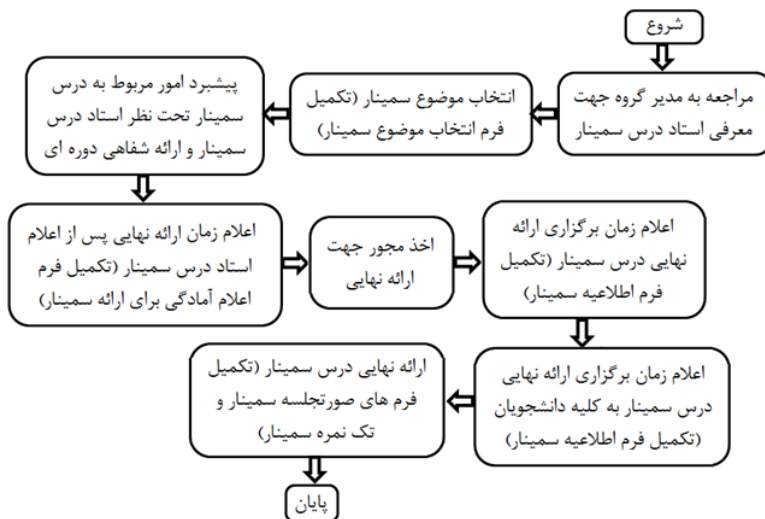 شروع
مراجعه به مدیر گروه جهت
معرفی استاد درس سمینار
انتخاب موضوع سمینار (تکمیل
فرم انتخاب موضوع سمینار)
پیشبرد امور مربوط به درس
سمینار تحت نظر استاد درس
سمینار و ارائه شفاهی دوره ای
اعلام زمان ارائه نهایی پس از اعلام
استاد درس سمینار (تکمیل فرم
اعلام آمادگی برای ارائه سمینار)
اخذ مجور جهت
ارائه نهایی
اعلام زمان برگزاری ارائه
نهایی درس سمینار (تکمیل
فرم اطلاعیه سمینار)
اعلام زمان برگزاری ارائه نهایی
درس سمینار به کلیه دانشجویان
(تکمیل فرم اطلاعیه سمینار)
ارائه نهایی درس سمینار (تکمیل
فرم های صورتجلسه سمینار و
تک نمره سمینار)
پایان